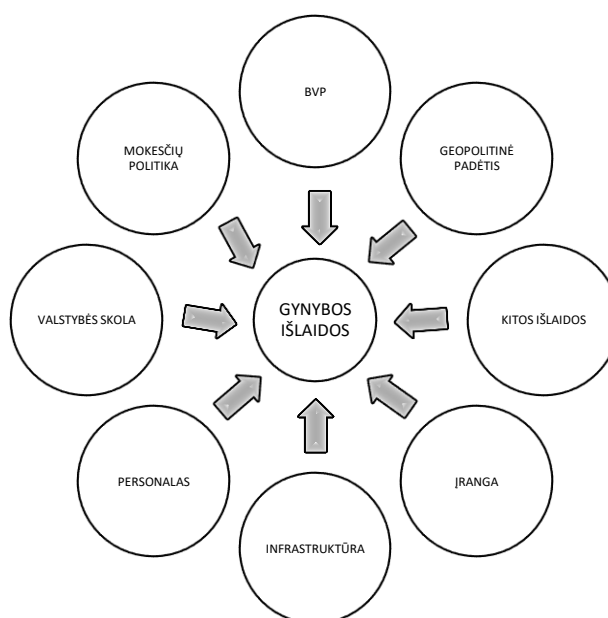 BVP
MOKESČIŲ
POLITIKA
GEOPOLITINĖ
PADĖTIS
VALSTYBĖS SKOLA
GYNYBOS
IŠLAIDOS
KITOS IŠLAIDOS
PERSONALAS
ĮRANGA
INFRASTRUKTŪRA